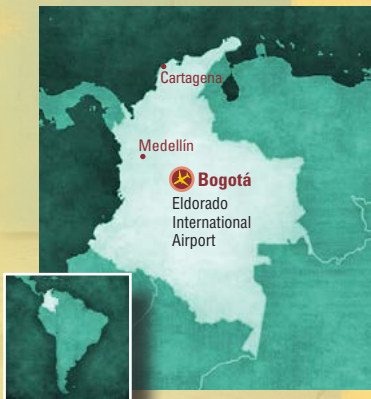 Cartagena
Medellín
Bogotá
Eldorado
International
Airport